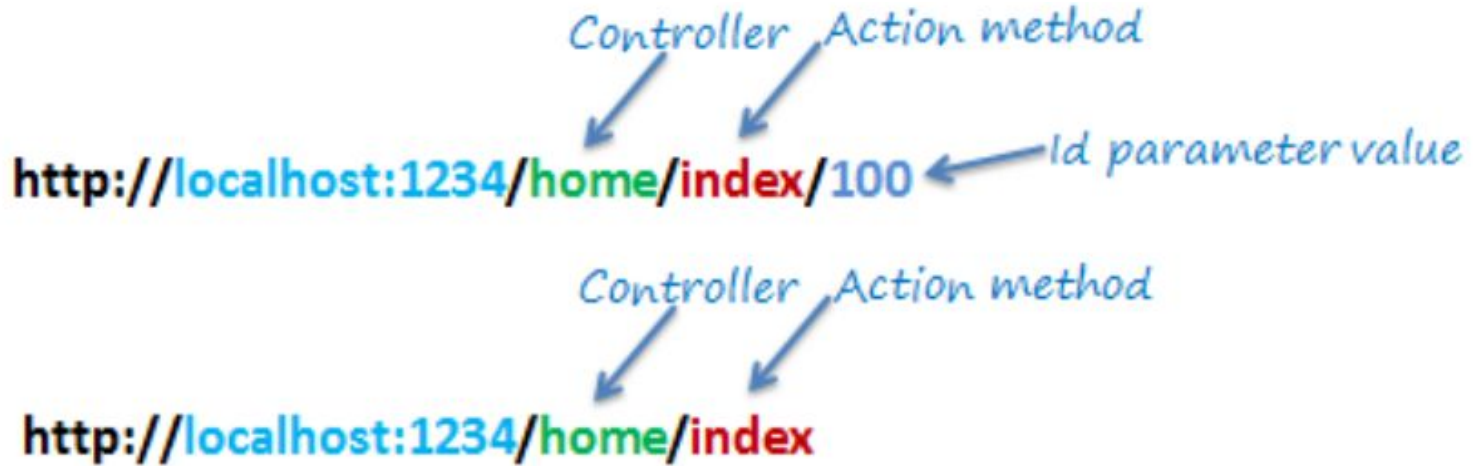 Controller Action method
http://localhost:1234/home/index/100
Id parameter value
Controller Action method
http://localhost:1234/home/index